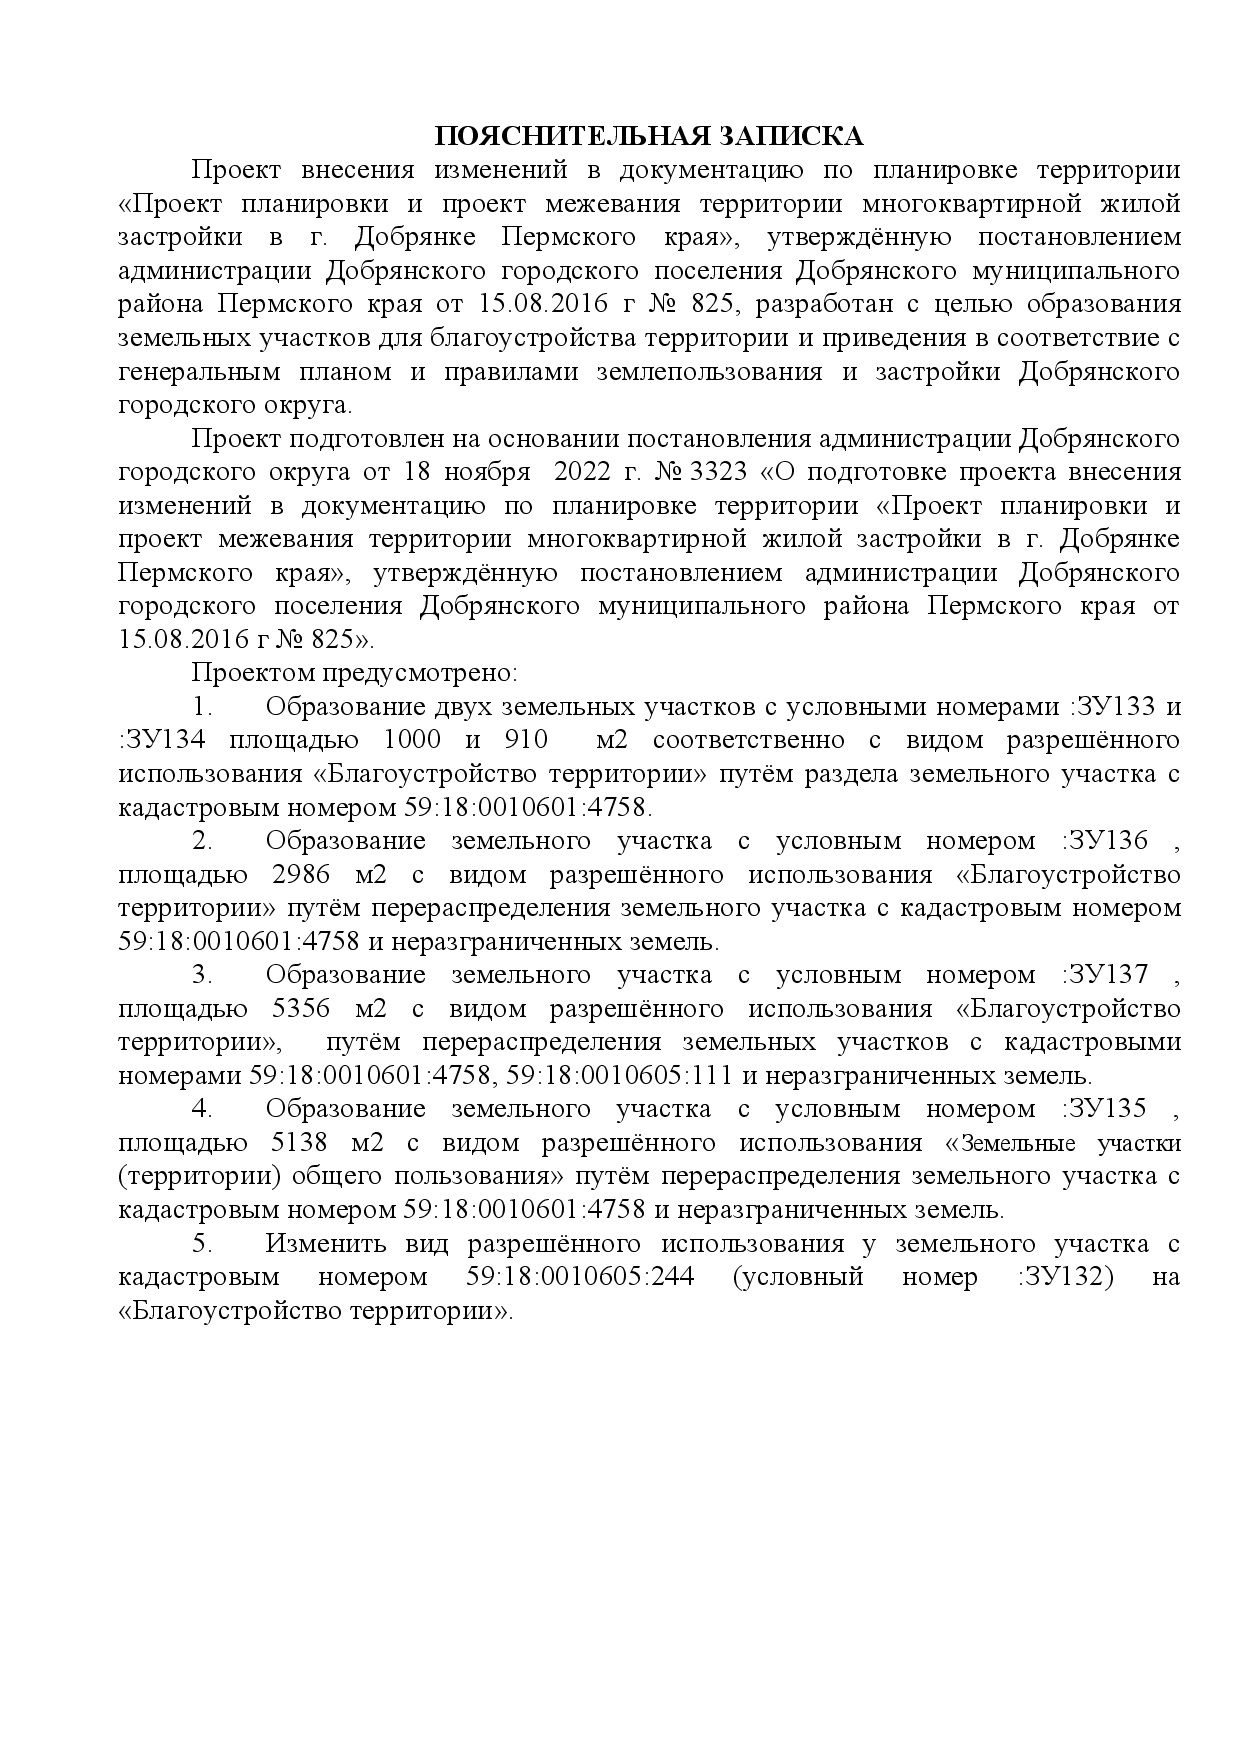 ПОЯСНИТЕЛЬНАЯ ЗАПИСКА
Проект внесения изменений в документацию по планировке территории
«Проект планировки и проект межевания территории многоквартирной жилой
застройки в г. Добрянке Пермского края», утверждённую постановлением
администрации Добрянского городского поселения Добрянского муниципального
района Пермского края от 15.08.2016 г № 825, разработан с целью образования
земельных участков для благоустройства территории и приведения в соответствие с
генеральным планом и правилами землепользования и застройки Добрянского
городского округа.
Проект подготовлен на основании постановления администрации Добрянского
городского округа от 18 ноября 2022 г. № 3323 «О подготовке проекта внесения
изменений в документацию по планировке территории «Проект планировки и
проект межевания территории многоквартирной жилой застройки в г. Добрянке
Пермского края», утверждённую постановлением администрации Добрянского
городского поселения Добрянского муниципального района Пермского края от
15.08.2016 г № 825».
Проектом предусмотрено:
1. Образование двух земельных участков с условными номерами :ЗУ133 и
:ЗУ134 площадью 1000 и 910 м2 соответственно с видом разрешённого
использования «Благоустройство территории» путём раздела земельного участка с
кадастровым номером 59:18:0010601:4758.
2. Образование земельного участка с условным номером :ЗУ136 ,
площадью 2986 м2 с видом разрешённого использования «Благоустройство
территории» путём перераспределения земельного участка с кадастровым номером
59:18:0010601:4758 и неразграниченных земель.
3. Образование земельного участка с условным номером :ЗУ137 ,
площадью 5356 м2 с видом разрешённого использования «Благоустройство
территории», путём перераспределения земельных участков с кадастровыми
номерами 59:18:0010601:4758, 59:18:0010605:111 и неразграниченных земель.
4. Образование земельного участка с условным номером :ЗУ135 ,
площадью 5138 м2 с видом разрешённого использования «Земельные участки
(территории) общего пользования» путём перераспределения земельного участка с
кадастровым номером 59:18:0010601:4758 и неразграниченных земель.
5. Изменить вид разрешённого использования у земельного участка с
кадастровым номером 59:18:0010605:244 (условный номер :ЗУ132) на
«Благоустройство территории».